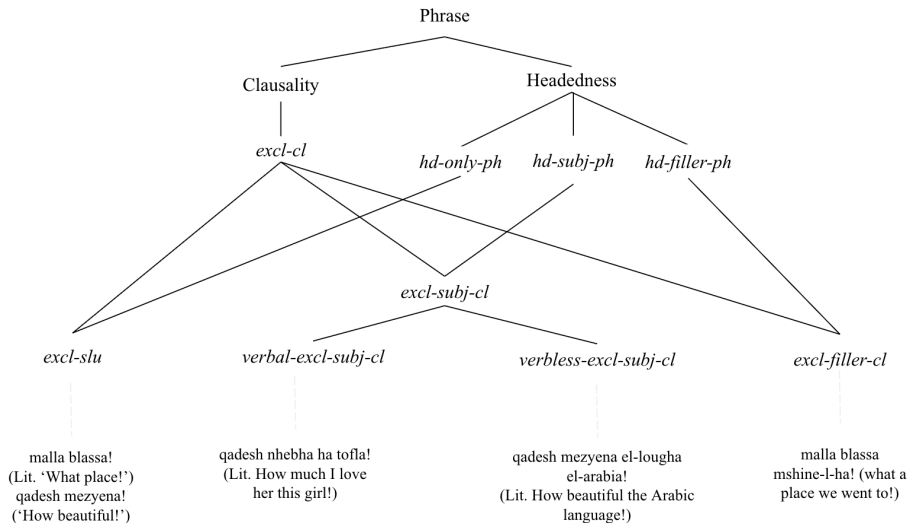 Phrase
Clausality
Headedness
excl-cl
hd-only-ph
hd-subj-ph
hd-filler-ph
excl-subj-cl
excl-slu
verbal-excl-subj-cl
verbless-excl-subj-cl
excl-filler-cl
malla blassa!
(Lit. ‘What place!’)
qadesh mezyena!
(‘How beautiful!’)
qadesh nhebha ha tofla!
(Lit. How much I love
her this girl!)
qadesh mezyena el-lougha
el-arabia!
(Lit. How beautiful the Arabic
language!)
malla blassa
mshine-l-ha! (what a
place we went to!)